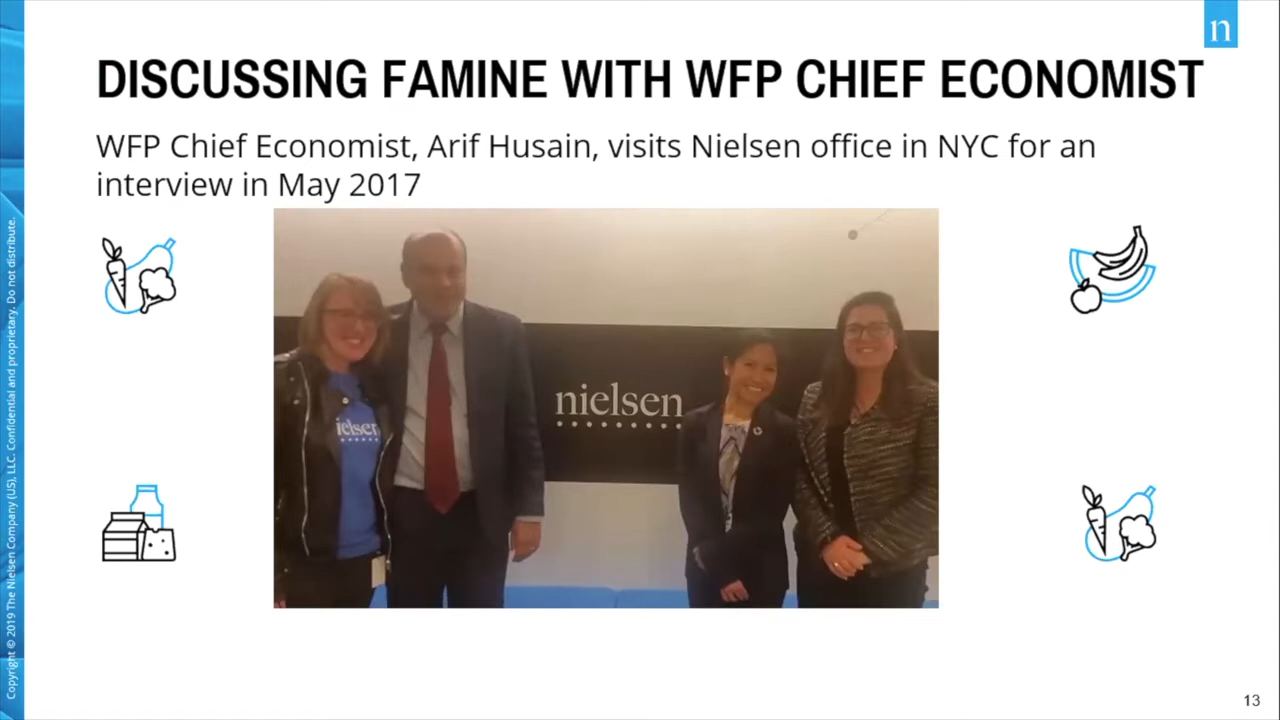 n
DISCUSSING FAMINE WITH WFP CHIEF ECONOMIST
WFP Chief Economist, Arif Husain, visits Nielsen office in NYC for an
interview in May 2017
nielsen
ielsen
Copyright © 2019 The Nielsen Company (US), LLC. Confidential and proprietary. Do not distribute.
13